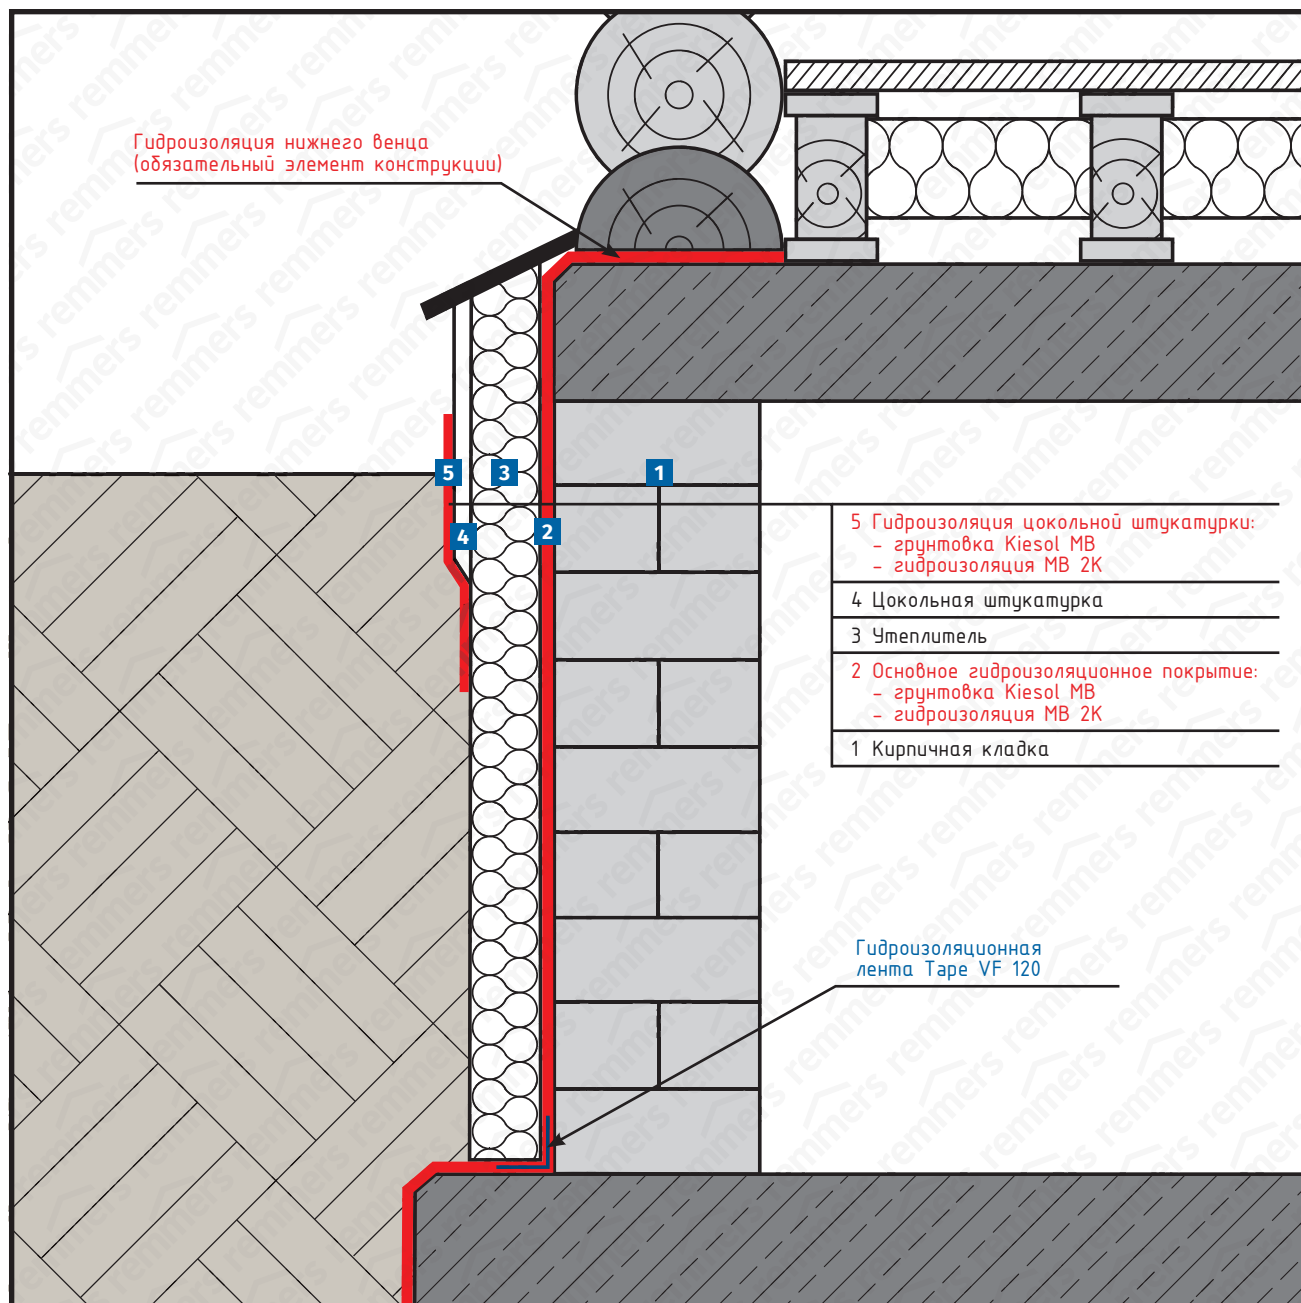 Гидроизоляция нижнего венца
(обязательный элемент конструкции)
5
3
1
4
2
5 Гидроизоляция цокольной штукатурки:
- грунтовка Kiesol MB
- гидроизоляция MB 2K
4 Цокольная штукатурка
3 Утеплитель
2 Основное гидроизоляционное покрытие:
- грунтовка Kiesol MB
- гидроизоляция MB 2K
1 Кирпичная кладка
Гидроизоляционная
лента Tape VF 120
remmers